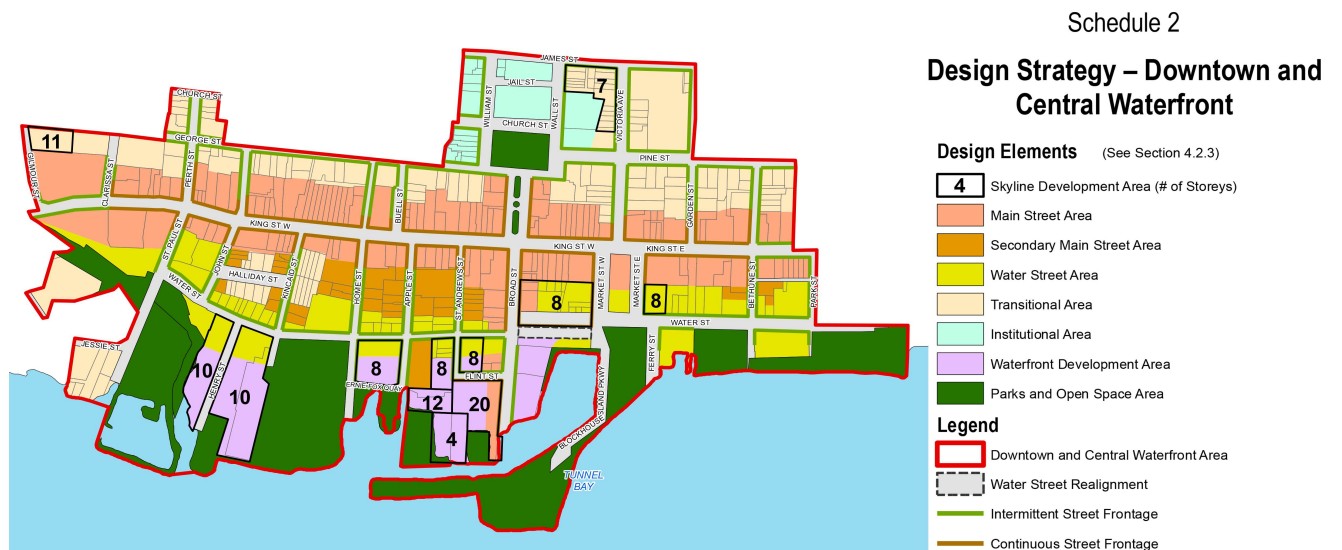 Schedule 2
Design Strategy – Downtown and
Central Waterfront
Design Elements (See Section 4.2.3)
4 Skyline Development Area (# of Storeys)
Main Street Area
Secondary Main Street Area
Water Street Area
Transitional Area
Institutional Area
Waterfront Development Area
Parks and Open Space Area
Legend
Downtown and Central Waterfront Area
Water Street Realignment
Intermittent Street Frontage
Continuous Street Frontage
JAMES ST
JAIL ST
7
WILLIAM ST
WALL ST
VICTORIA AVE
CHURCH ST
CHURCH ST
GEORGE ST
PINE ST
11
GILMOUR ST
CLARISSA ST
PERTH ST
BUELL ST
GARDEN ST
KING ST W
KING ST W
KING ST E
ST PAUL ST
JOHN ST
HALLIDAY ST
KINCAID ST
HOME ST
APPLE ST
ST ANDREWS ST
BROAD ST
MARKET ST W
MARKET ST E
BETHUNE ST
PARK ST
WATER ST
8
8
WATER ST
JESSIE ST
HENRY ST
10
10
8
8
8
FERRY ST
ERNIE FOX QUAY
FLINT ST
12
20
4
BLOCKHOUSE ISLAND PKWY
TUNNEL
BAY